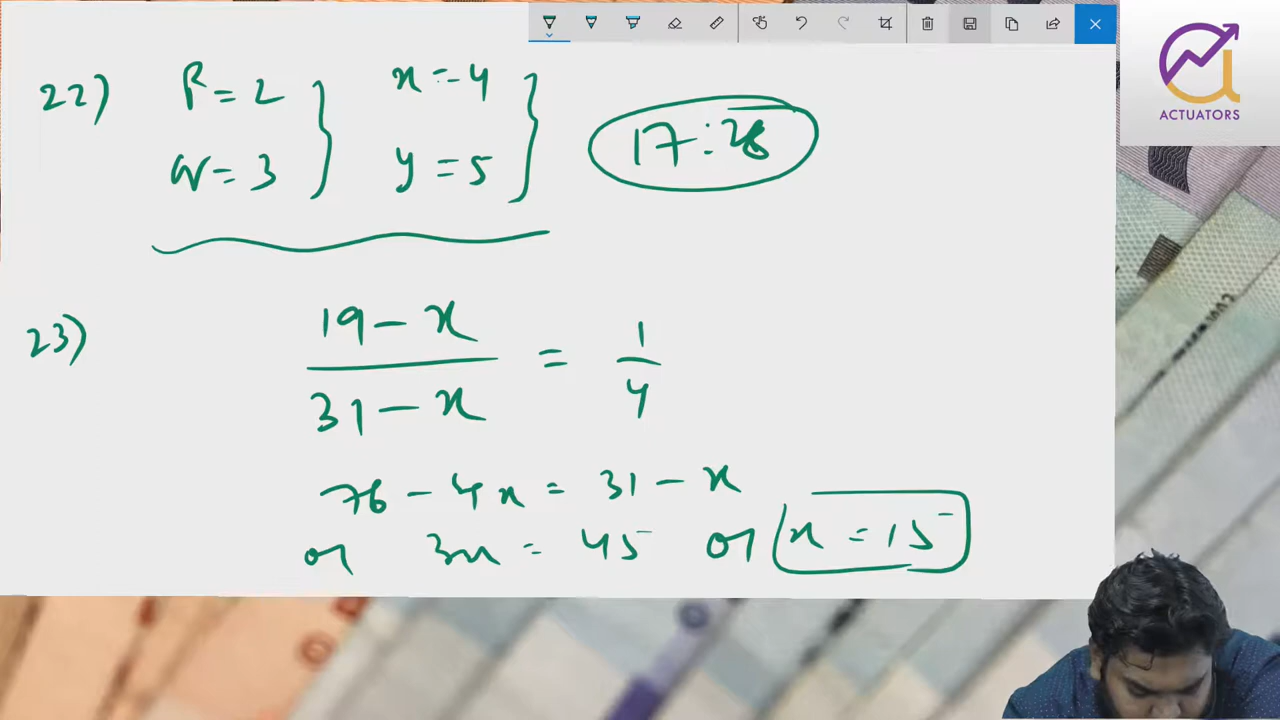 ACTUATORS
22) P = 2 } x = -4 } 17 : 28
q = 3 y = 5
23) 19 - x / 31 - x = 1/4
76 - 4x = 31 - x
or 3x = 45 or x = 15